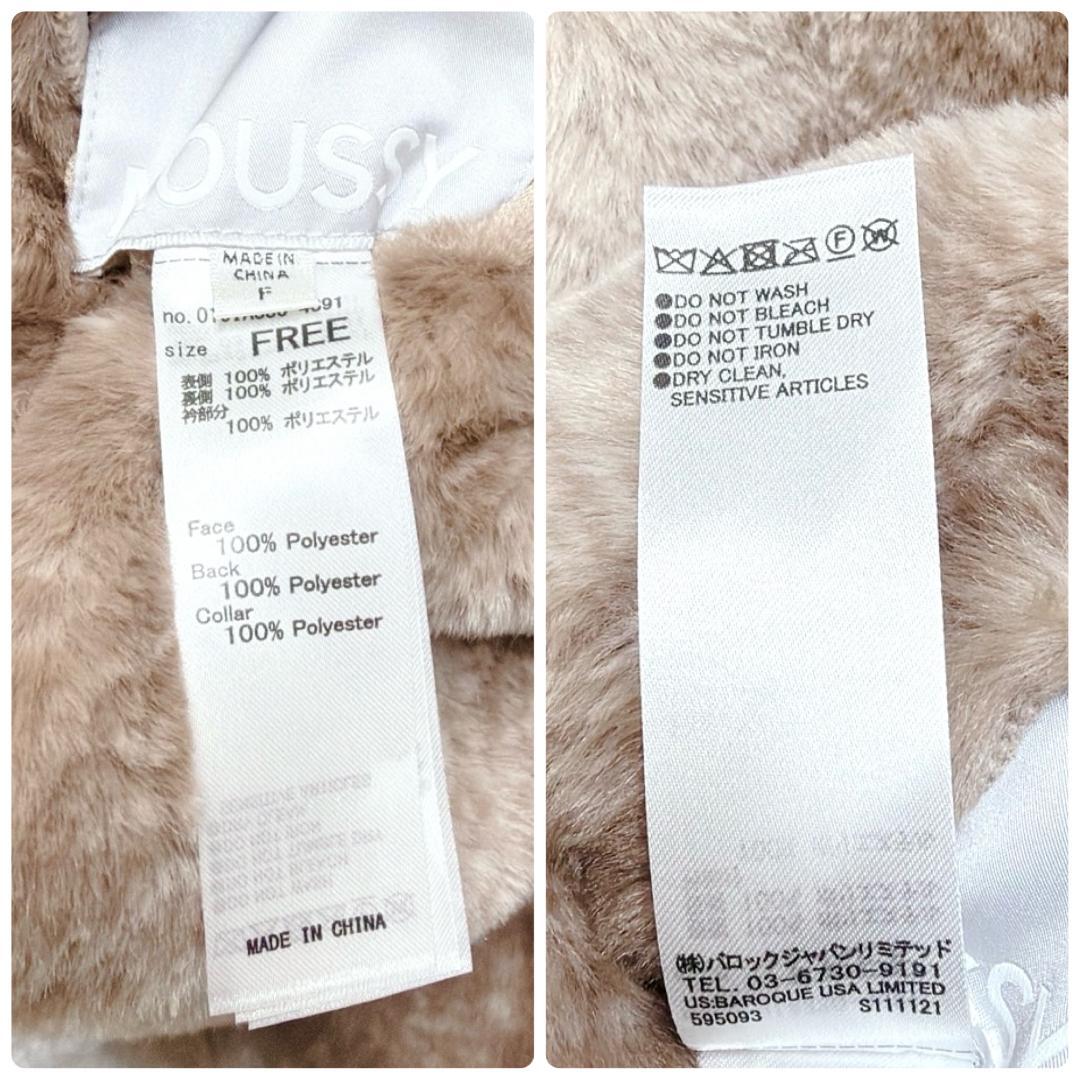 MOUSSY
MADE IN
CHINA
F
no. 01
size FREE
表側 100% ポリエステル
裏側 100% ポリエステル
衿部分
100% ポリエステル
Face
100% Polyester
Back
100% Polyester
Collar
100% Polyester
MADE IN CHINA
F
W
●DO NOT WASH
●DO NOT BLEACH
●DO NOT TUMBLE DRY
●DO NOT IRON
●DRY CLEAN,
SENSITIVE ARTICLES
(株)バロックジャパンリミテッド
TEL. 03-6730-9191
US:BAROQUE USA LIMITED
595093 S111121